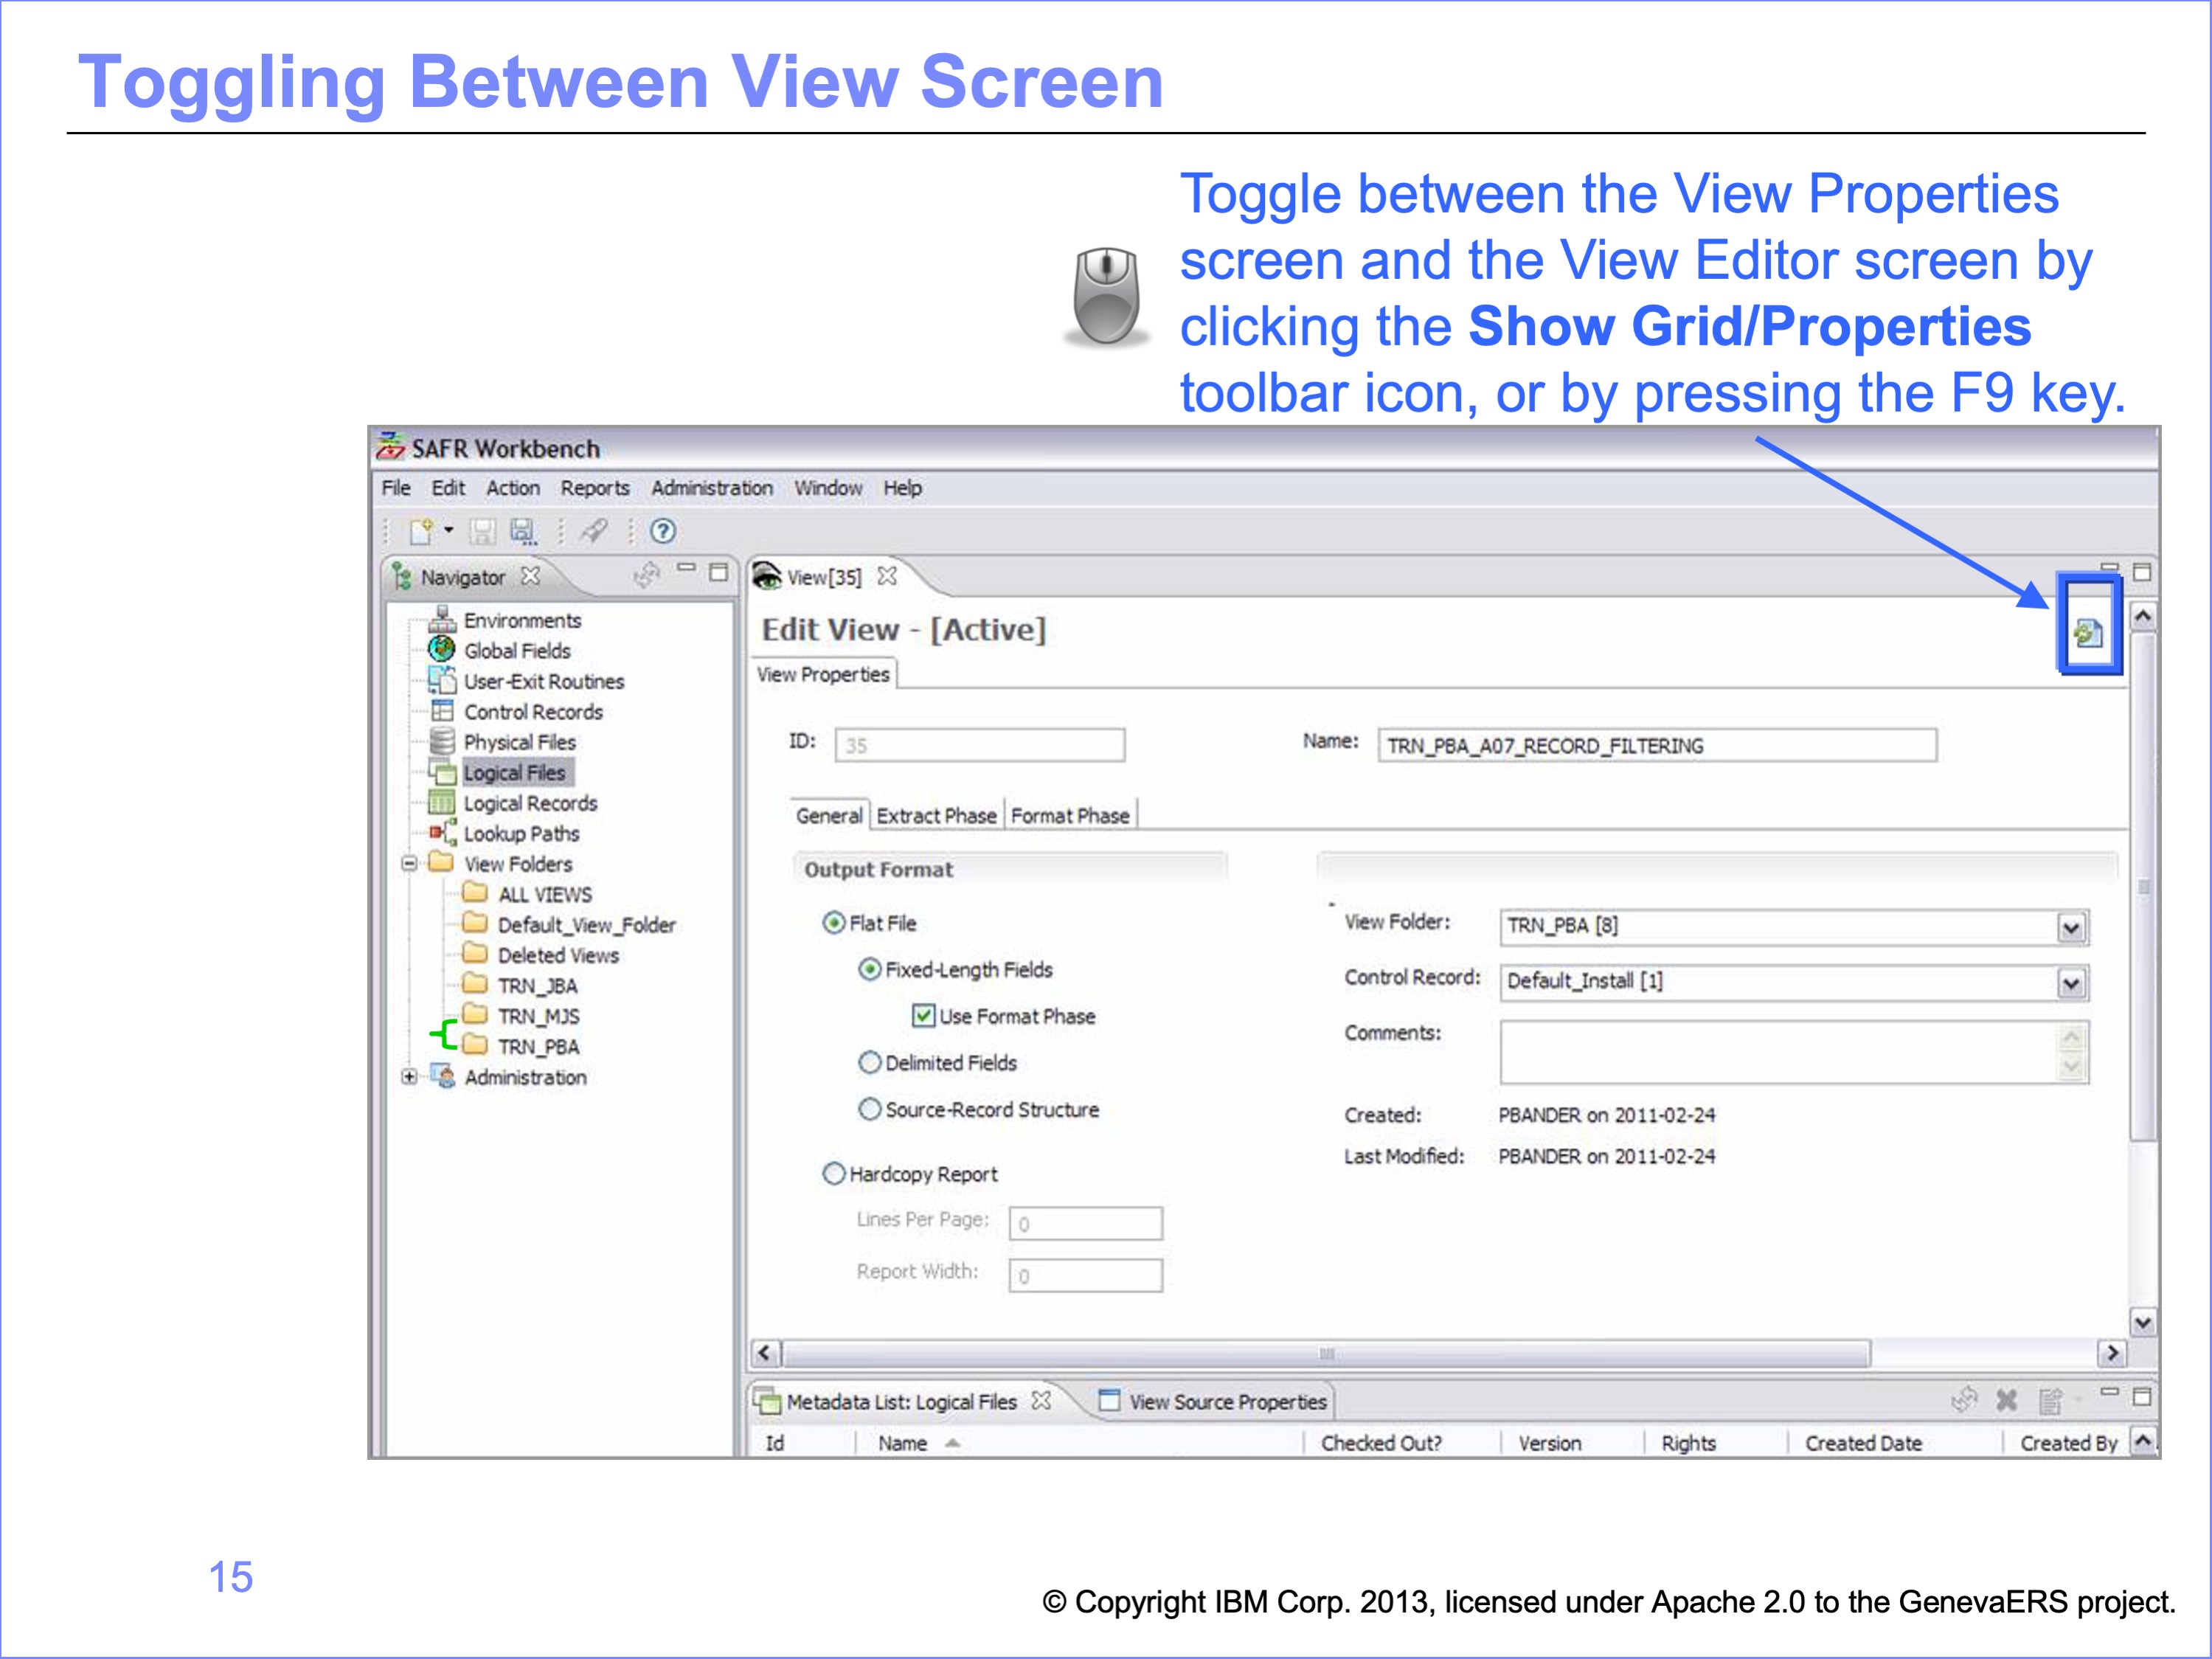 Toggling Between View Screen
Toggle between the View Properties
screen and the View Editor screen by
clicking the Show Grid/Properties
toolbar icon, or by pressing the F9 key.
SAFR Workbench
File Edit Action Reports Administration Window Help
Navigator
Environments
Global Fields
User-Exit Routines
Control Records
Physical Files
Logical Files
Logical Records
Lookup Paths
View Folders
ALL VIEWS
Default_View_Folder
Deleted Views
TRN_JBA
TRN_MJS
TRN_PBA
Administration
View[35]
Edit View - [Active]
View Properties
ID: 35 Name: TRN_PBA_A07_RECORD_FILTERING
General Extract Phase Format Phase
Output Format
Flat File
Fixed-Length Fields
Use Format Phase
Delimited Fields
Source-Record Structure
Hardcopy Report
Lines Per Page: 0
Report Width: 0
View Folder: TRN_PBA [8]
Control Record: Default_Install [1]
Comments:
Created: PBANDER on 2011-02-24
Last Modified: PBANDER on 2011-02-24
Metadata List: Logical Files View Source Properties
Id Name Checked Out? Version Rights Created Date Created By
15
© Copyright IBM Corp. 2013, licensed under Apache 2.0 to the GenevaERS project.